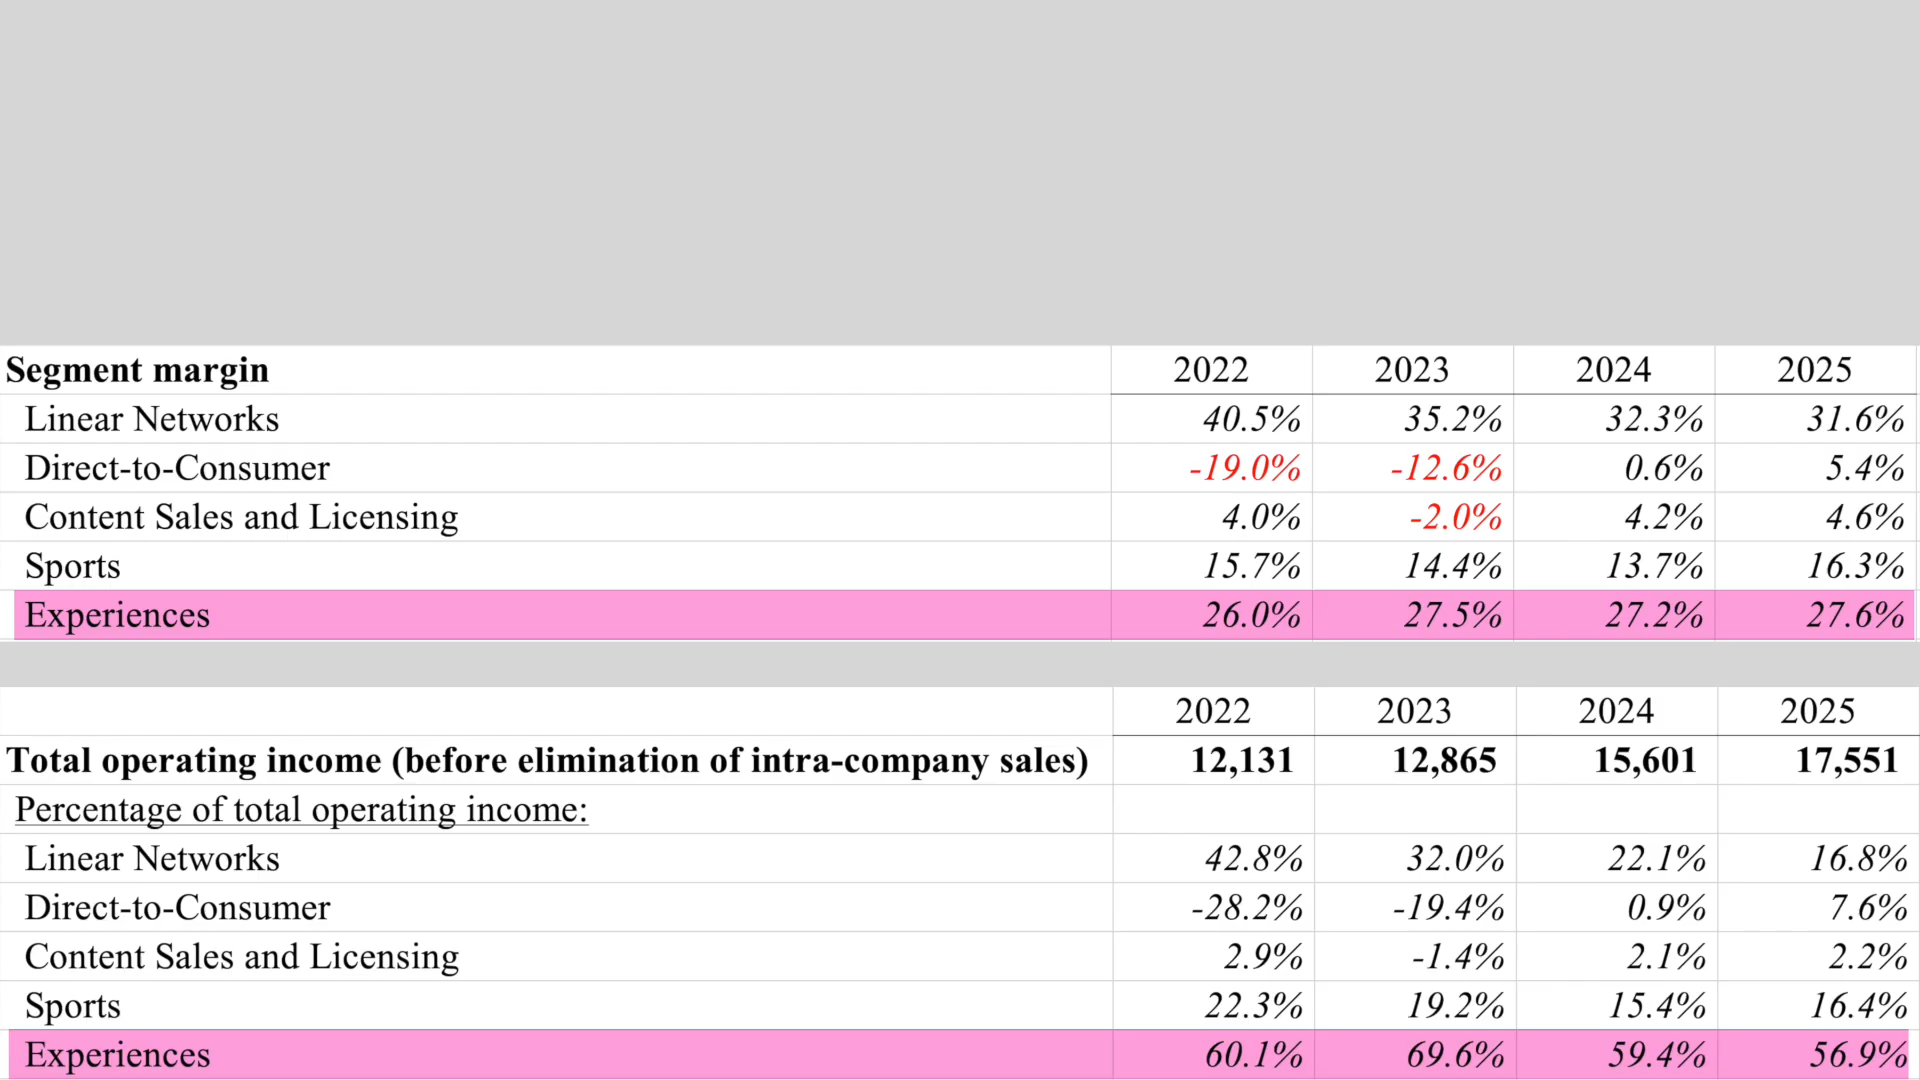 Segment margin 2022 2023 2024 2025
Linear Networks 40.5% 35.2% 32.3% 31.6%
Direct-to-Consumer -19.0% -12.6% 0.6% 5.4%
Content Sales and Licensing 4.0% -2.0% 4.2% 4.6%
Sports 15.7% 14.4% 13.7% 16.3%
Experiences 26.0% 27.5% 27.2% 27.6%
2022 2023 2024 2025
Total operating income (before elimination of intra-company sales) 12,131 12,865 15,601 17,551
Percentage of total operating income:
Linear Networks 42.8% 32.0% 22.1% 16.8%
Direct-to-Consumer -28.2% -19.4% 0.9% 7.6%
Content Sales and Licensing 2.9% -1.4% 2.1% 2.2%
Sports 22.3% 19.2% 15.4% 16.4%
Experiences 60.1% 69.6% 59.4% 56.9%